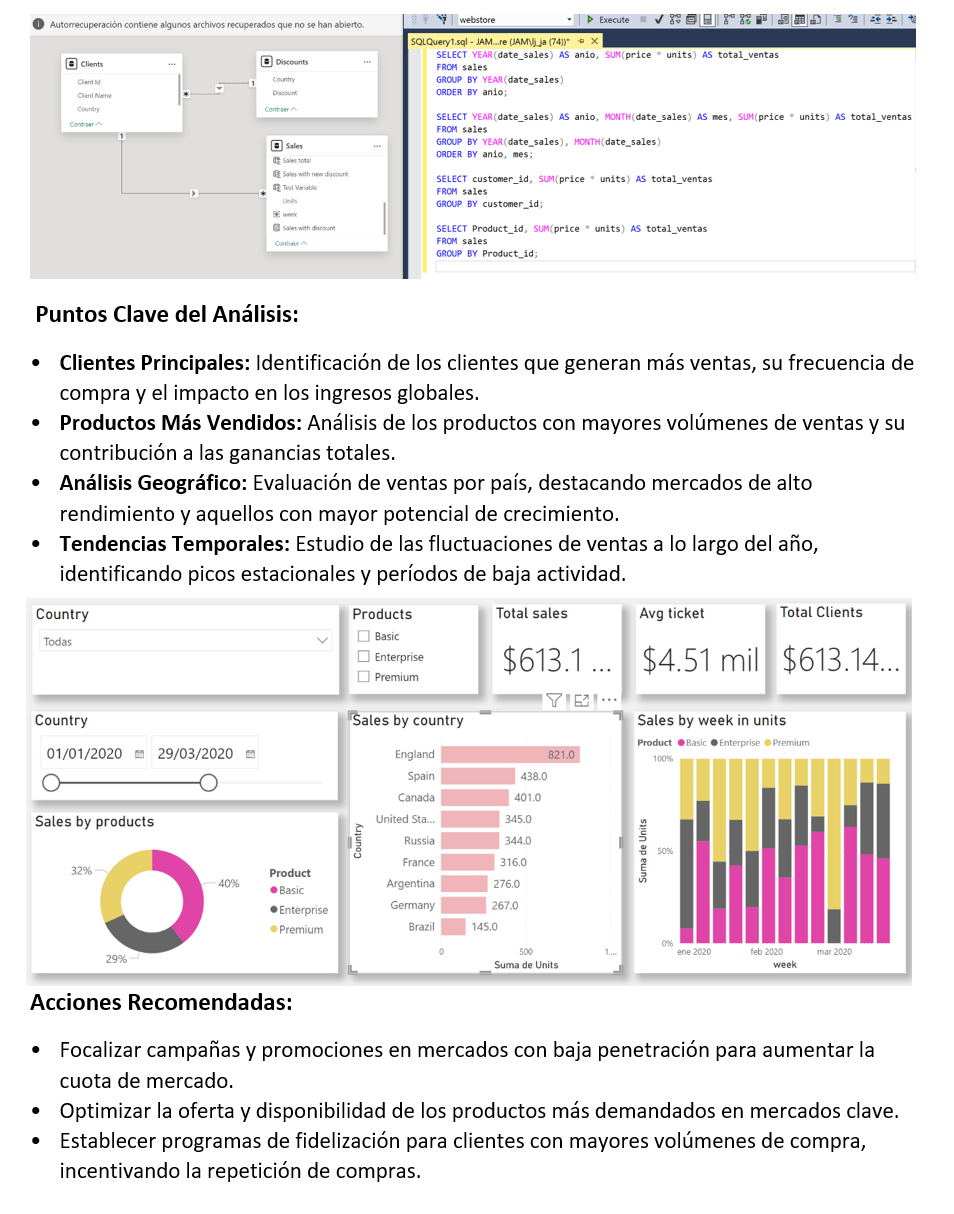 Autorrecuperación contiene algunos archivos recuperados que no se han abierto.
Clients
Client Id
Client Name
Country
Contraer
Discounts
Country
Discount
Contraer
Sales
Sales total
Sales with new discount
Test Variable
Units
week
Sales with discount
Contraer
1
*
1
*
webstore
Execute
SQLQuery1.sql - JAM...re (JAM\lj_ja (74))*
SELECT YEAR(date_sales) AS anio, SUM(price * units) AS total_ventas
FROM sales
GROUP BY YEAR(date_sales)
ORDER BY anio;
SELECT YEAR(date_sales) AS anio, MONTH(date_sales) AS mes, SUM(price * units) AS total_ventas
FROM sales
GROUP BY YEAR(date_sales), MONTH(date_sales)
ORDER BY anio, mes;
SELECT customer_id, SUM(price * units) AS total_ventas
FROM sales
GROUP BY customer_id;
SELECT Product_id, SUM(price * units) AS total_ventas
FROM sales
GROUP BY Product_id;
Puntos Clave del Análisis:
• Clientes Principales: Identificación de los clientes que generan más ventas, su frecuencia de
compra y el impacto en los ingresos globales.
• Productos Más Vendidos: Análisis de los productos con mayores volúmenes de ventas y su
contribución a las ganancias totales.
• Análisis Geográfico: Evaluación de ventas por país, destacando mercados de alto
rendimiento y aquellos con mayor potencial de crecimiento.
• Tendencias Temporales: Estudio de las fluctuaciones de ventas a lo largo del año,
identificando picos estacionales y períodos de baja actividad.
Country
Todas
Products
Basic
Enterprise
Premium
Total sales
$613.1 ...
Avg ticket
$4.51 mil
Total Clients
$613.14...
Country
01/01/2020
29/03/2020
Sales by products
32%
40%
29%
Product
Basic
Enterprise
Premium
Sales by country
Country
England 821.0
Spain 438.0
Canada 401.0
United Sta... 345.0
Russia 344.0
France 316.0
Argentina 276.0
Germany 267.0
Brazil 145.0
0 500 1....
Suma de Units
Sales by week in units
Product Basic Enterprise Premium
Suma de Units
100%
50%
0%
ene 2020 feb 2020 mar 2020
week
Acciones Recomendadas:
• Focalizar campañas y promociones en mercados con baja penetración para aumentar la
cuota de mercado.
• Optimizar la oferta y disponibilidad de los productos más demandados en mercados clave.
• Establecer programas de fidelización para clientes con mayores volúmenes de compra,
incentivando la repetición de compras.